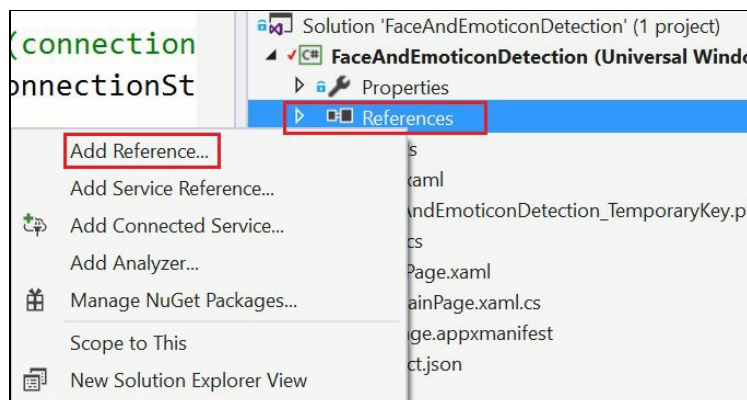 (connection
onnectionSt
Solution 'FaceAndEmoticonDetection' (1 project)
C# FaceAndEmoticonDetection (Universal Windo
Properties
References
Add Reference...
Add Service Reference...
Add Connected Service...
Add Analyzer...
Manage NuGet Packages...
Scope to This
New Solution Explorer View
s
xaml
AndEmoticonDetection_TemporaryKey.p
cs
Page.xaml
ainPage.xaml.cs
ge.appxmanifest
ct.json